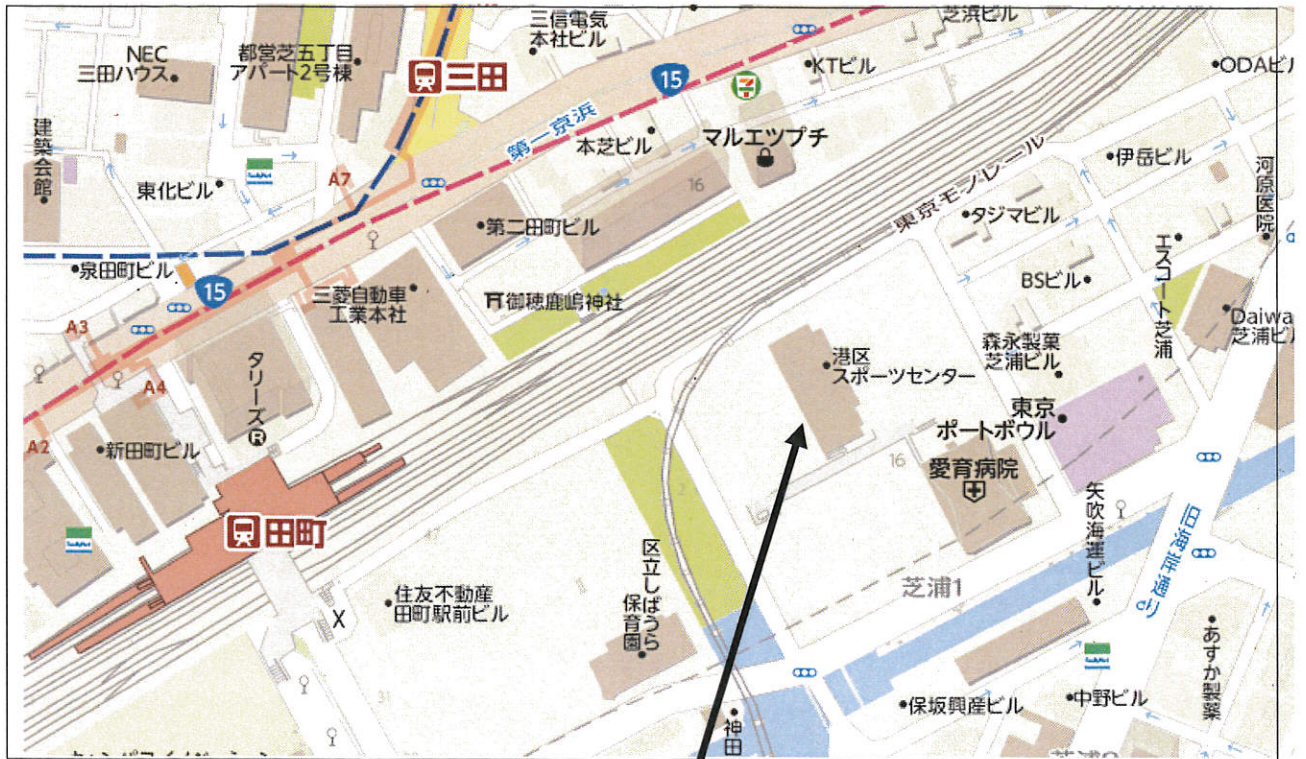 三信電気
本社ビル
芝浜ビル
NEC
三田ハウス
都営芝五丁目
アパート2号棟
三田
15
KTビル
ODAビル
建築会館
第一京浜
本芝ビル
マルエツプチ
東化ビル
A7
16
東京モノレール
伊岳ビル
河原医院
第二田町ビル
タジマビル
泉田町ビル
15
三菱自動車
工業本社
御穂鹿嶋神社
BSビル
エスコート芝浦
Daiwa
芝浦ビル
A3
A4
A2
タリーズ
R
港区
スポーツセンター
森永製菓
芝浦ビル
東京
ポートボウル
新田町ビル
16
愛育病院
田町
矢吹海運ビル
X
住友不動産
田町駅前ビル
区立しばうら
保育園
芝浦1
31
保坂興産ビル
中野ビル
あすか製薬
神田